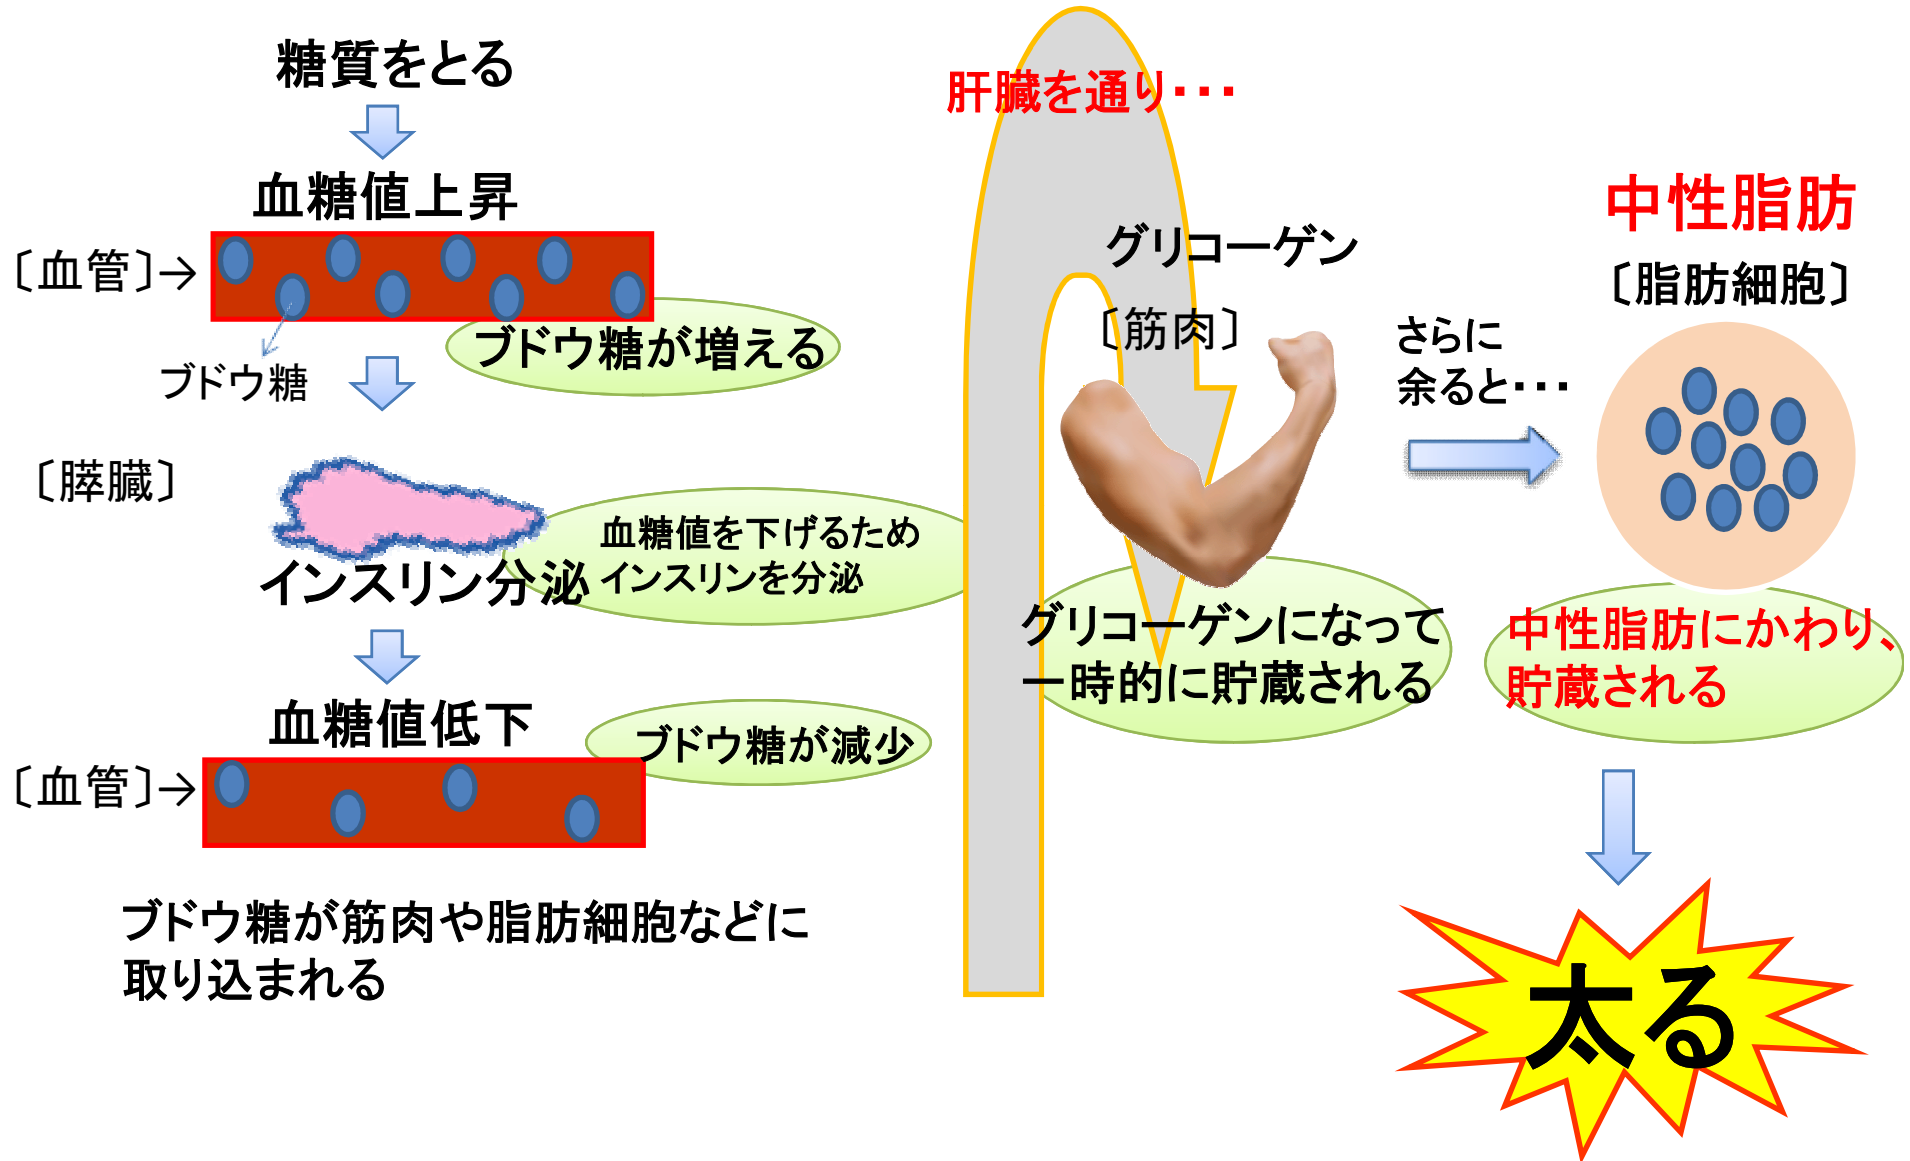 糖質をとる
血糖値上昇
〔血管〕→
ブドウ糖が増える
ブドウ糖
〔膵臓〕
血糖値を下げるため
インスリンを分泌
インスリン分泌
血糖値低下
ブドウ糖が減少
〔血管〕→
ブドウ糖が筋肉や脂肪細胞などに
取り込まれる
肝臓を通り・・・
グリコーゲン
〔筋肉〕
グリコーゲンになって
一時的に貯蔵される
さらに
余ると・・・
中性脂肪
〔脂肪細胞〕
中性脂肪にかわり、
貯蔵される
太る